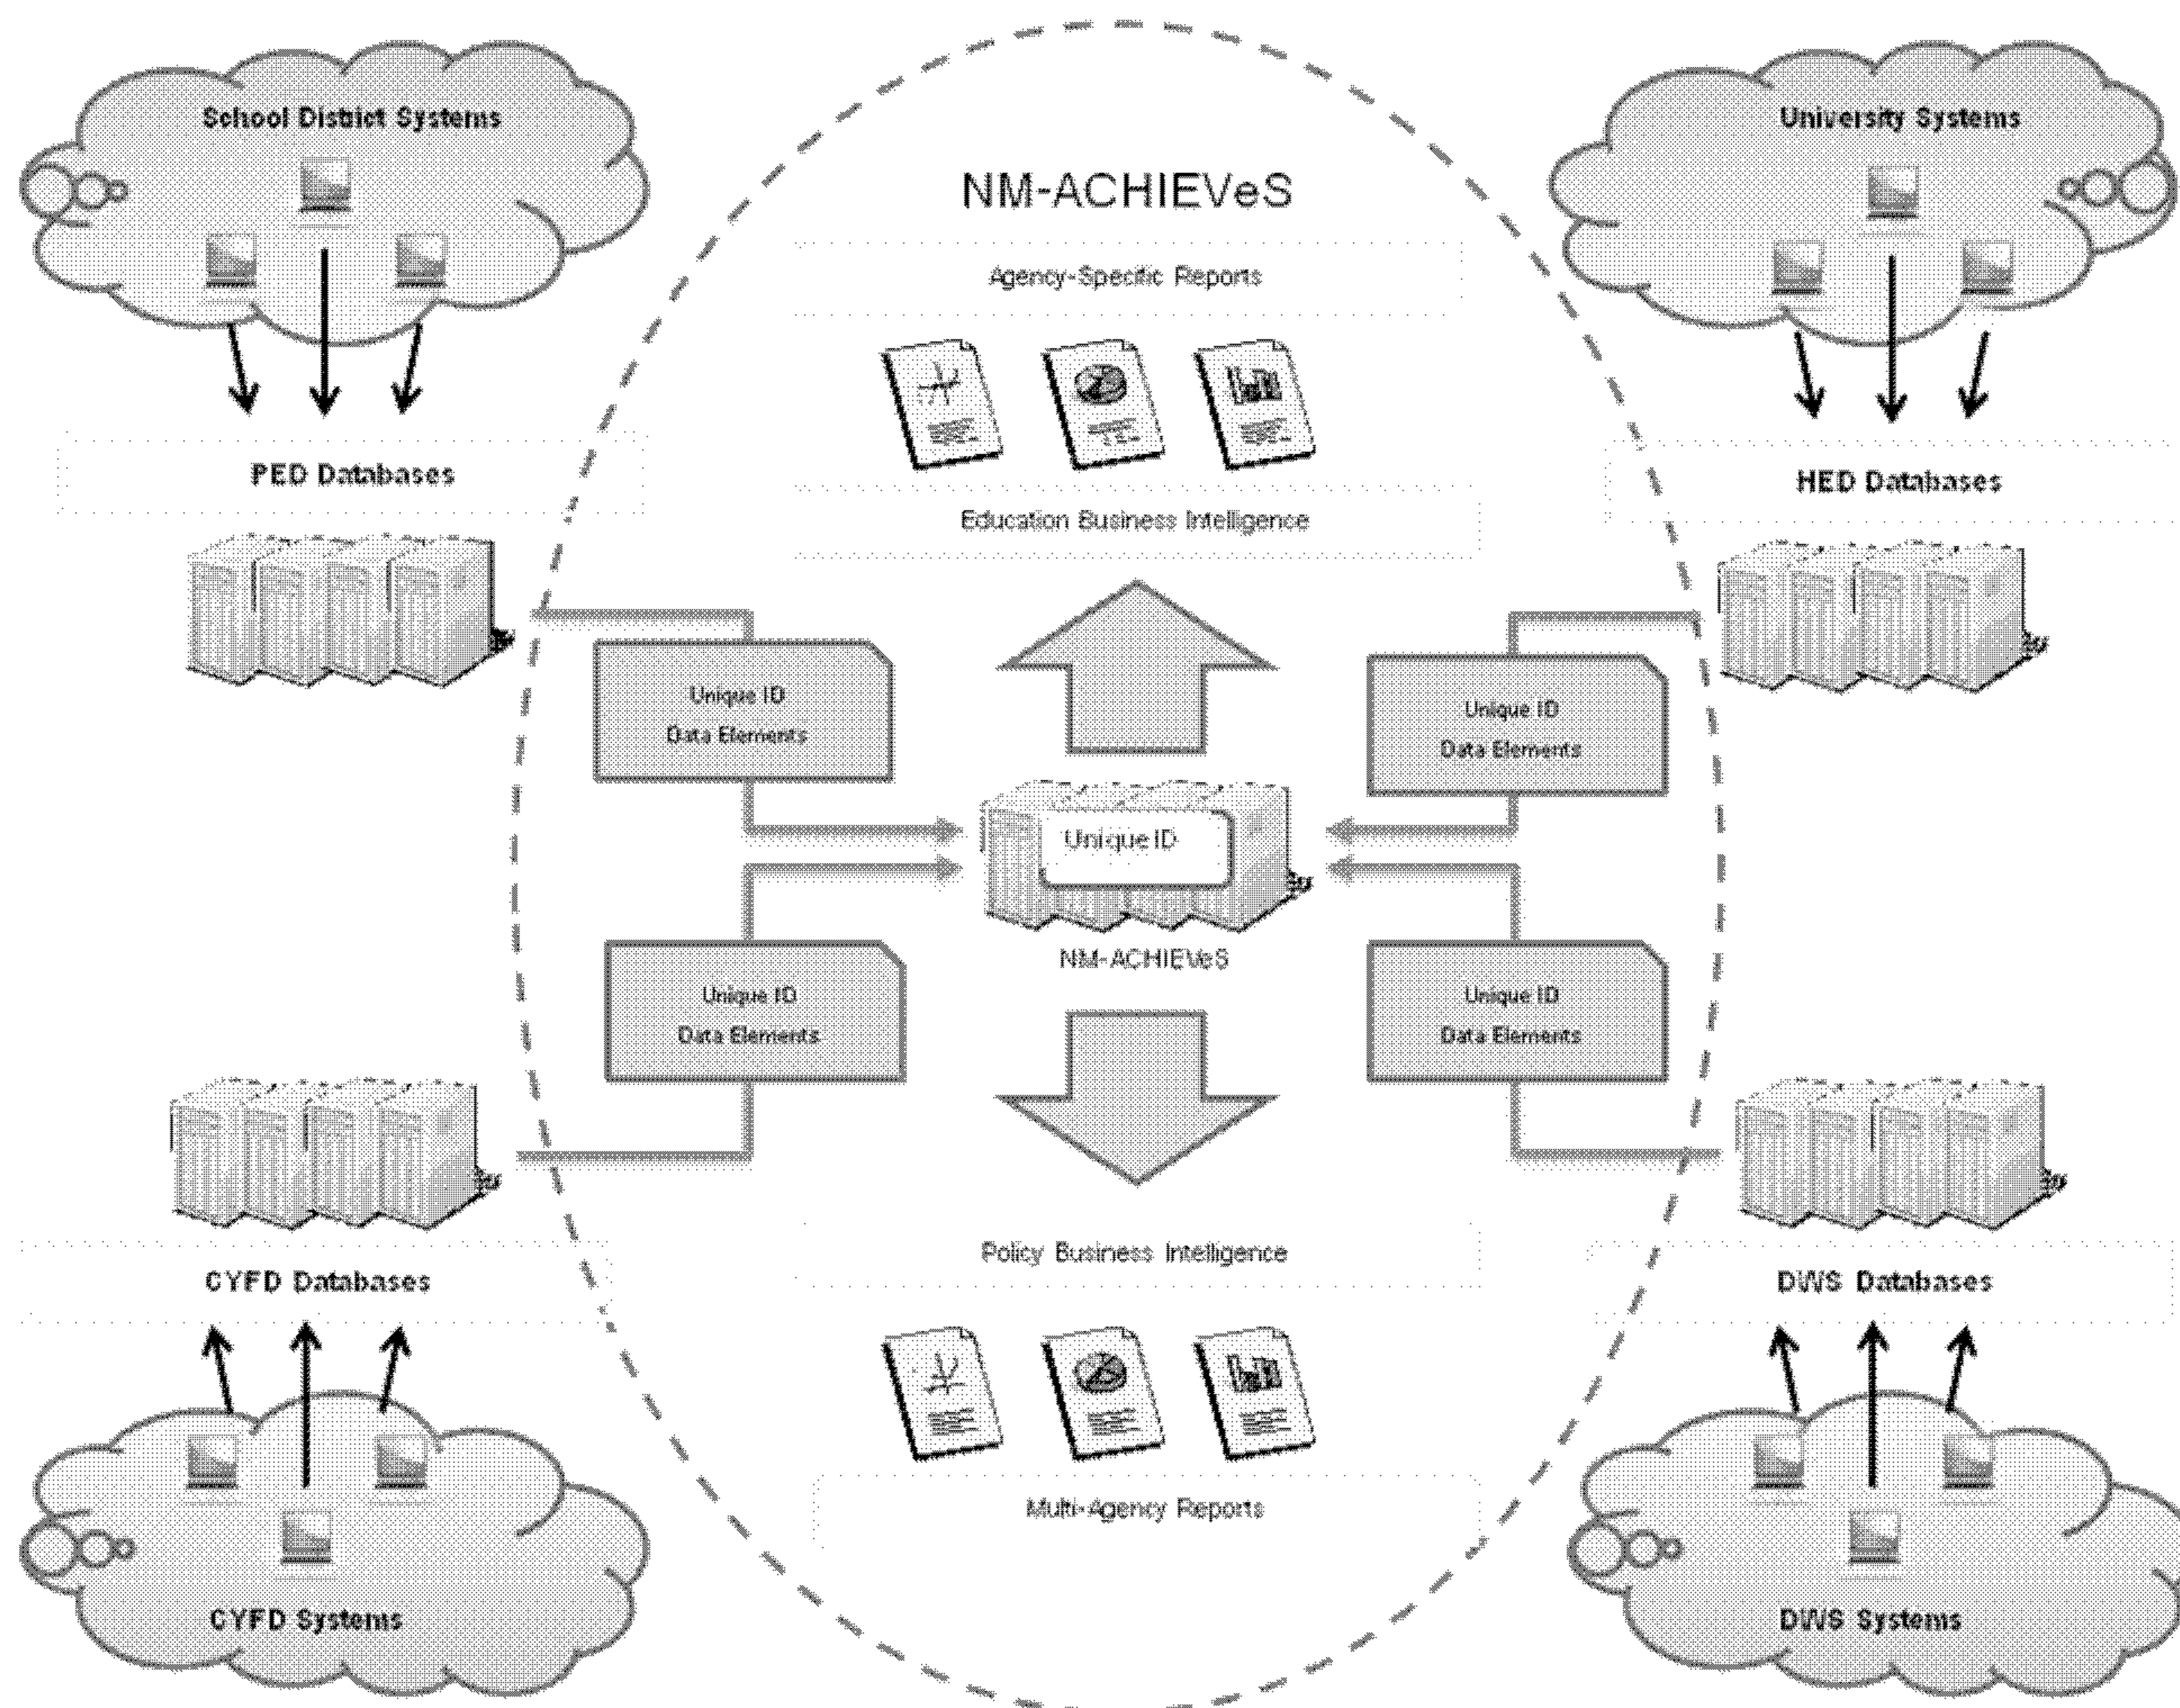 School District Systems
University Systems
NM-ACHIEVeS
Agency-Specific Reports
PED Databases
HED Databases
Education Business Intelligence
Unique ID
Data Elements
Unique ID
Data Elements
Unique ID
NM-ACHIEVeS
Unique ID
Data Elements
Unique ID
Data Elements
Policy Business Intelligence
CYFD Databases
DWS Databases
Multi-Agency Reports
CYFD Systems
DWS Systems